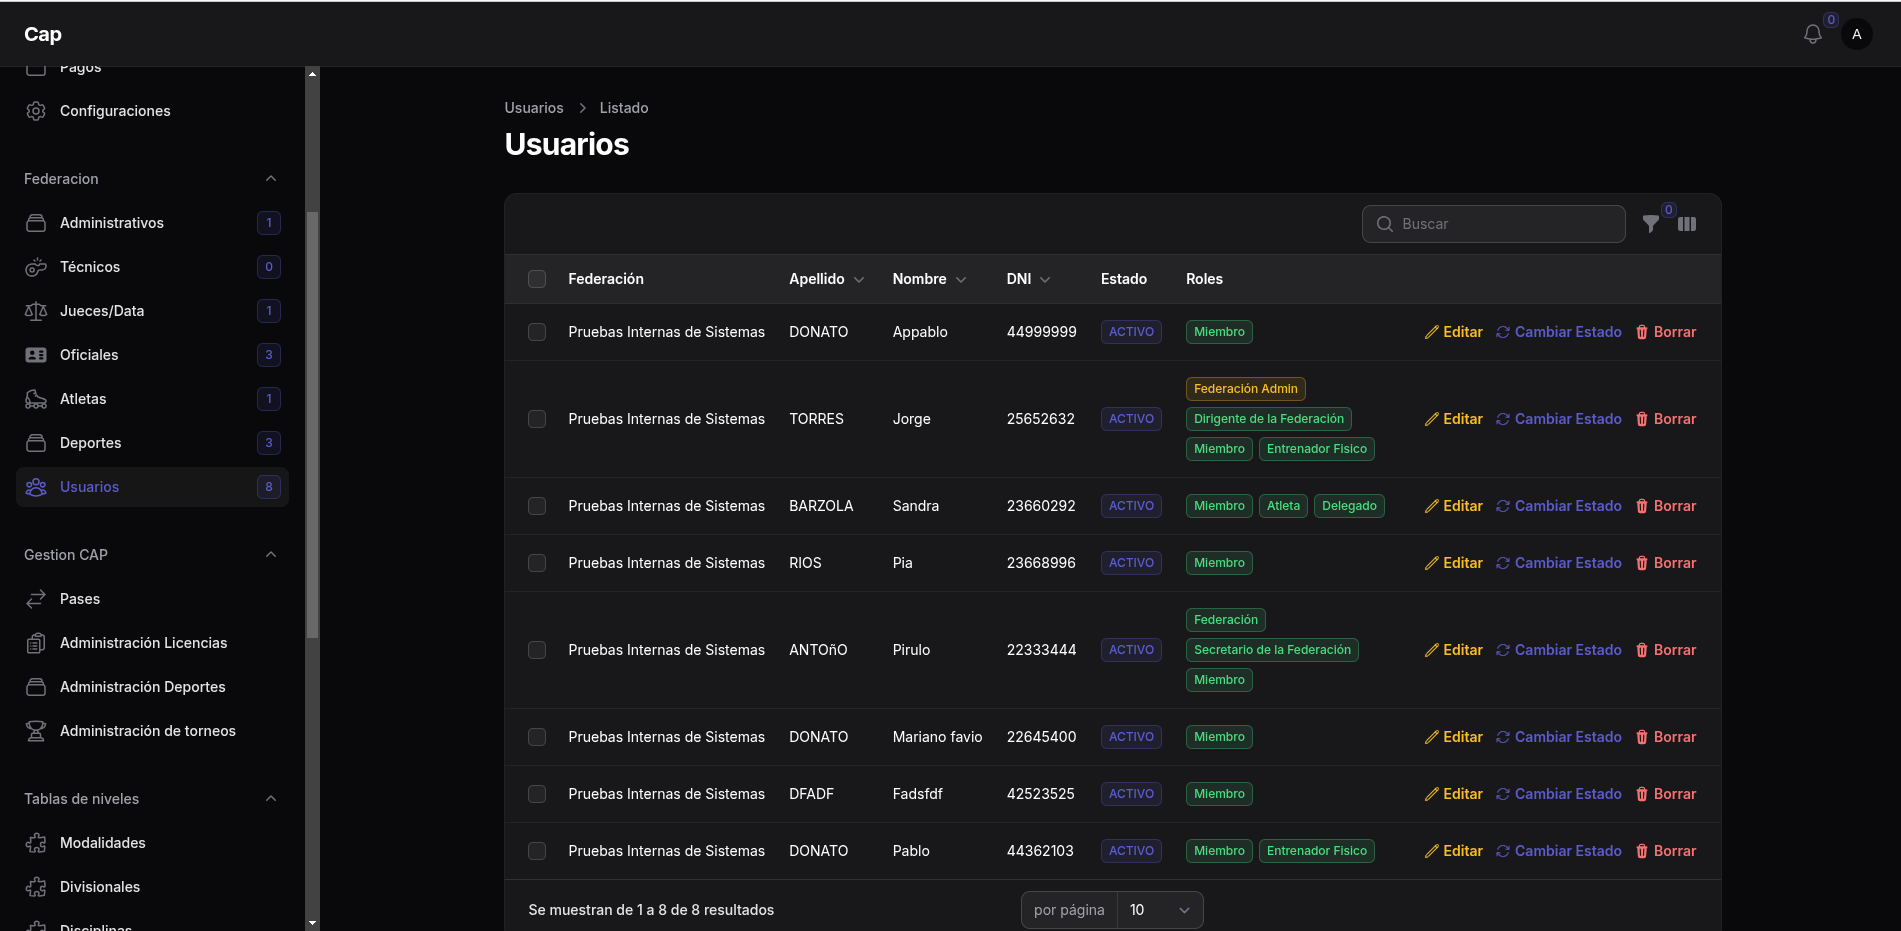 Cap
0
A
Pagos
Configuraciones
Federacion
Administrativos 1
Técnicos 0
Jueces/Data 1
Oficiales 3
Atletas 1
Deportes 3
Usuarios 8
Gestion CAP
Pases
Administración Licencias
Administración Deportes
Administración de torneos
Tablas de niveles
Modalidades
Divisionales
Disciplinas
Usuarios > Listado
Usuarios
Buscar
0
Federación Apellido Nombre DNI Estado Roles
Pruebas Internas de Sistemas DONATO Appablo 44999999 ACTIVO Miembro Editar Cambiar Estado Borrar
Federación Admin
Dirigente de la Federación
Pruebas Internas de Sistemas TORRES Jorge 25652632 ACTIVO Editar Cambiar Estado Borrar
Miembro Entrenador Fisico
Pruebas Internas de Sistemas BARZOLA Sandra 23660292 ACTIVO Miembro Atleta Delegado Editar Cambiar Estado Borrar
Pruebas Internas de Sistemas RIOS Pia 23668996 ACTIVO Miembro Editar Cambiar Estado Borrar
Federación
Pruebas Internas de Sistemas ANTOñO Pirulo 22333444 ACTIVO Secretario de la Federación Editar Cambiar Estado Borrar
Miembro
Pruebas Internas de Sistemas DONATO Mariano favio 22645400 ACTIVO Miembro Editar Cambiar Estado Borrar
Pruebas Internas de Sistemas DFADF Fadsfdf 42523525 ACTIVO Miembro Editar Cambiar Estado Borrar
Pruebas Internas de Sistemas DONATO Pablo 44362103 ACTIVO Miembro Entrenador Fisico Editar Cambiar Estado Borrar
Se muestran de 1 a 8 de 8 resultados
por página 10